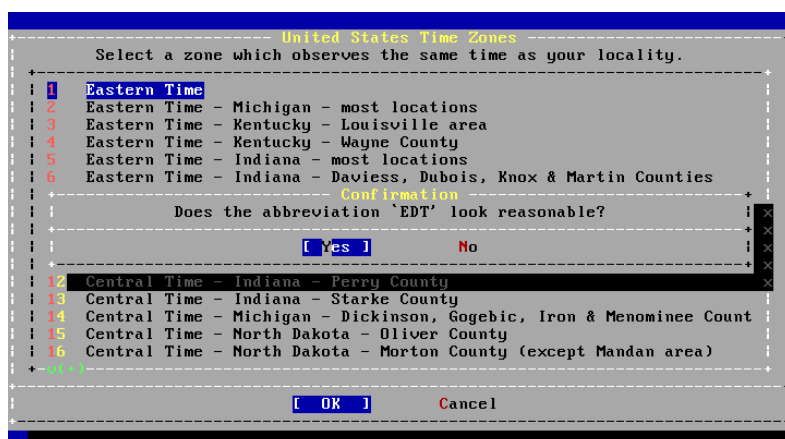 United States Time Zones
Select a zone which observes the same time as your locality.
1 Eastern Time
2 Eastern Time - Michigan - most locations
3 Eastern Time - Kentucky - Louisville area
4 Eastern Time - Kentucky - Wayne County
5 Eastern Time - Indiana - most locations
6 Eastern Time - Indiana - Daviess, Dubois, Knox & Martin Counties
Confirmation
Does the abbreviation `EDT' look reasonable?
[ Yes ] No
12 Central Time - Indiana - Perry County
13 Central Time - Indiana - Starke County
14 Central Time - Michigan - Dickinson, Gogebic, Iron & Menominee Count
15 Central Time - North Dakota - Oliver County
16 Central Time - North Dakota - Morton County (except Mandan area)
v(+)
[ OK ] Cancel